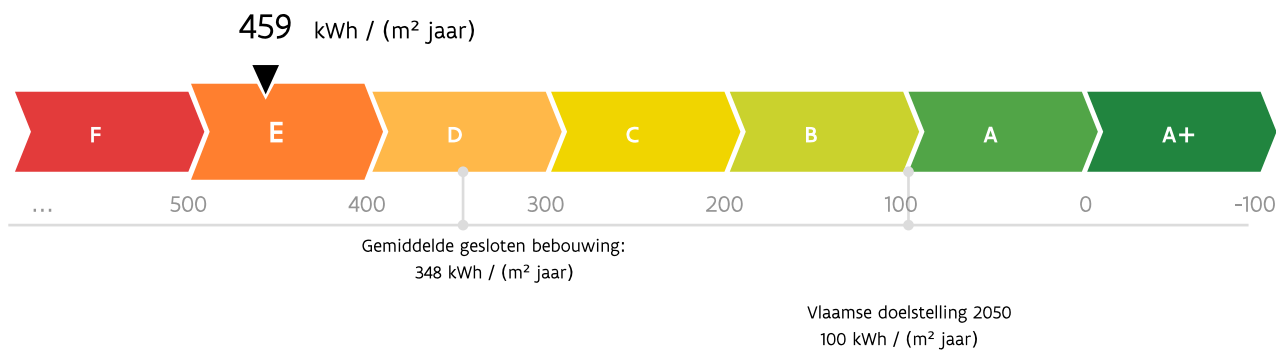 459 kWh / (m² jaar)
F E D C B A A+
... 500 400 300 200 100 0 -100
Gemiddelde gesloten bebouwing:
348 kWh / (m² jaar)
Vlaamse doelstelling 2050
100 kWh / (m² jaar)